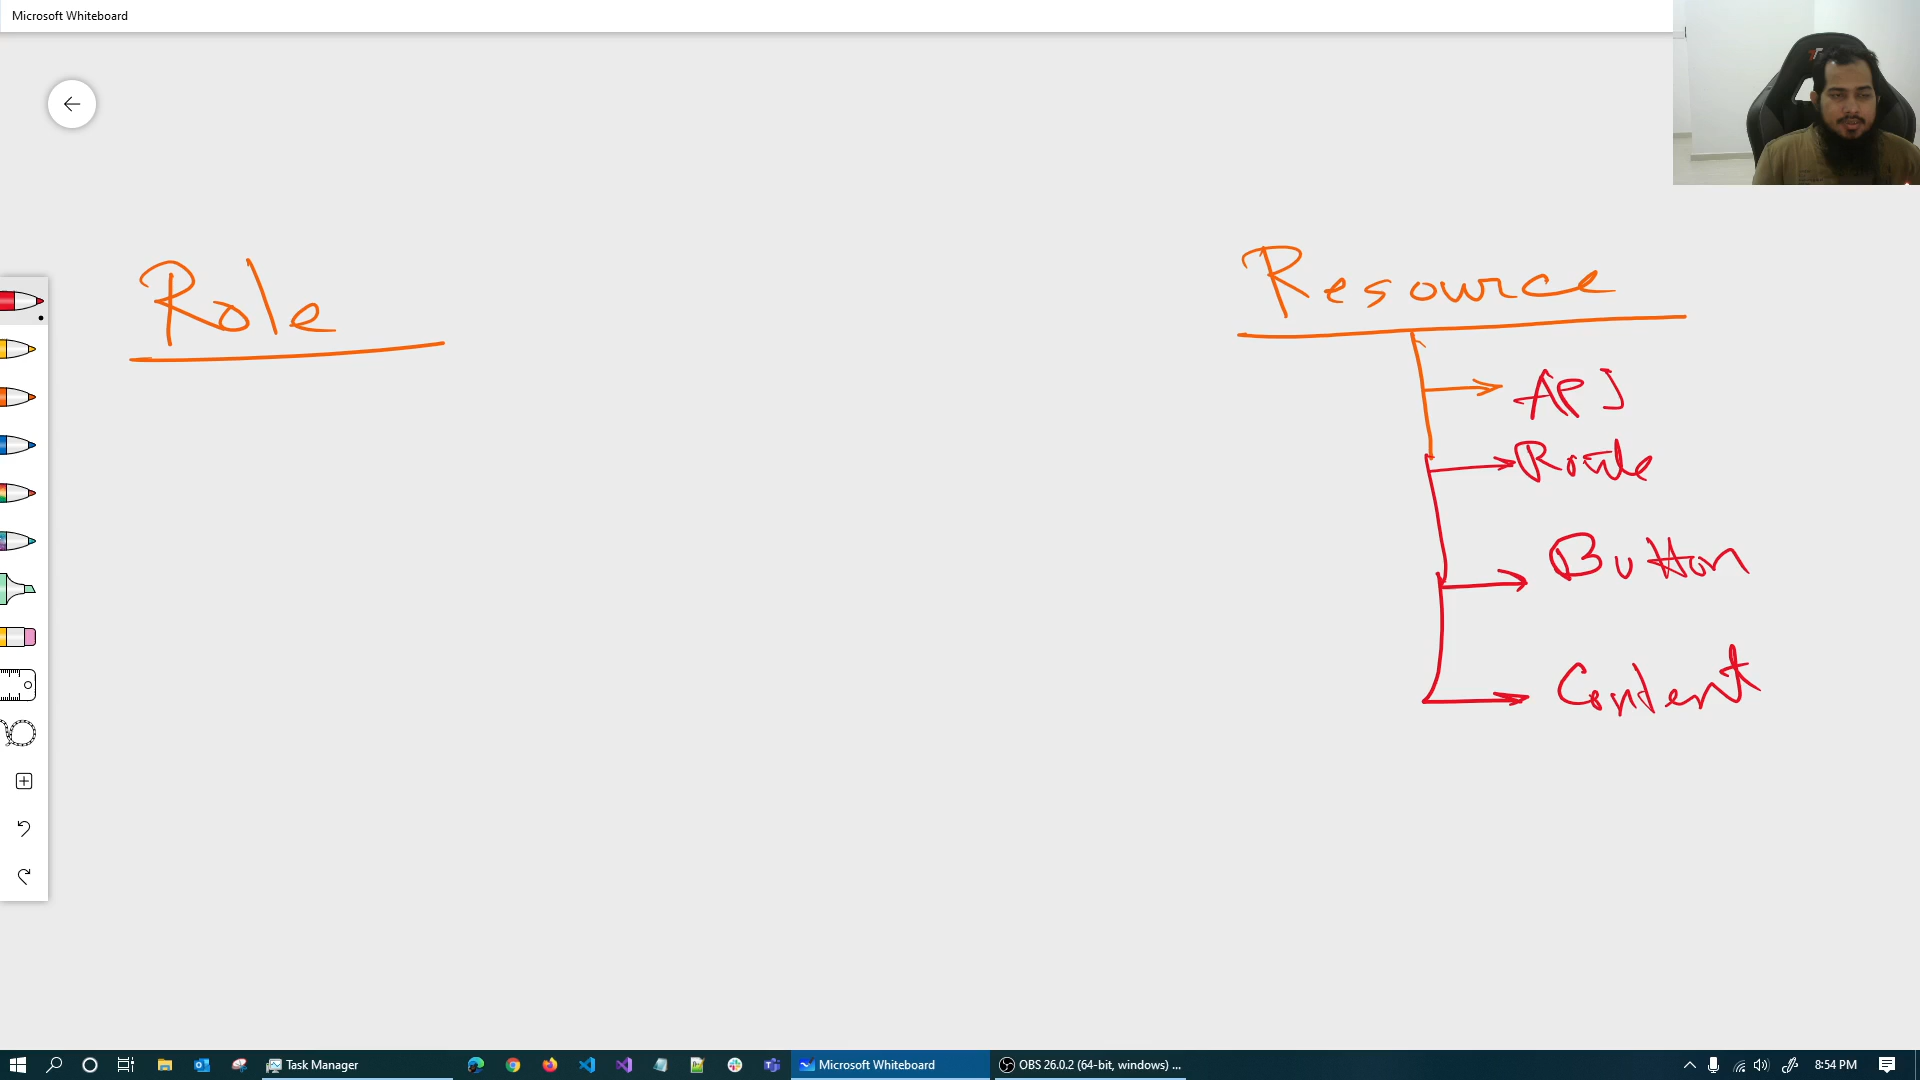 Microsoft Whiteboard
Role
Resource
API
Route
Button
Content
Task Manager
Microsoft Whiteboard
OBS 26.0.2 (64-bit, windows) ...
8:54 PM